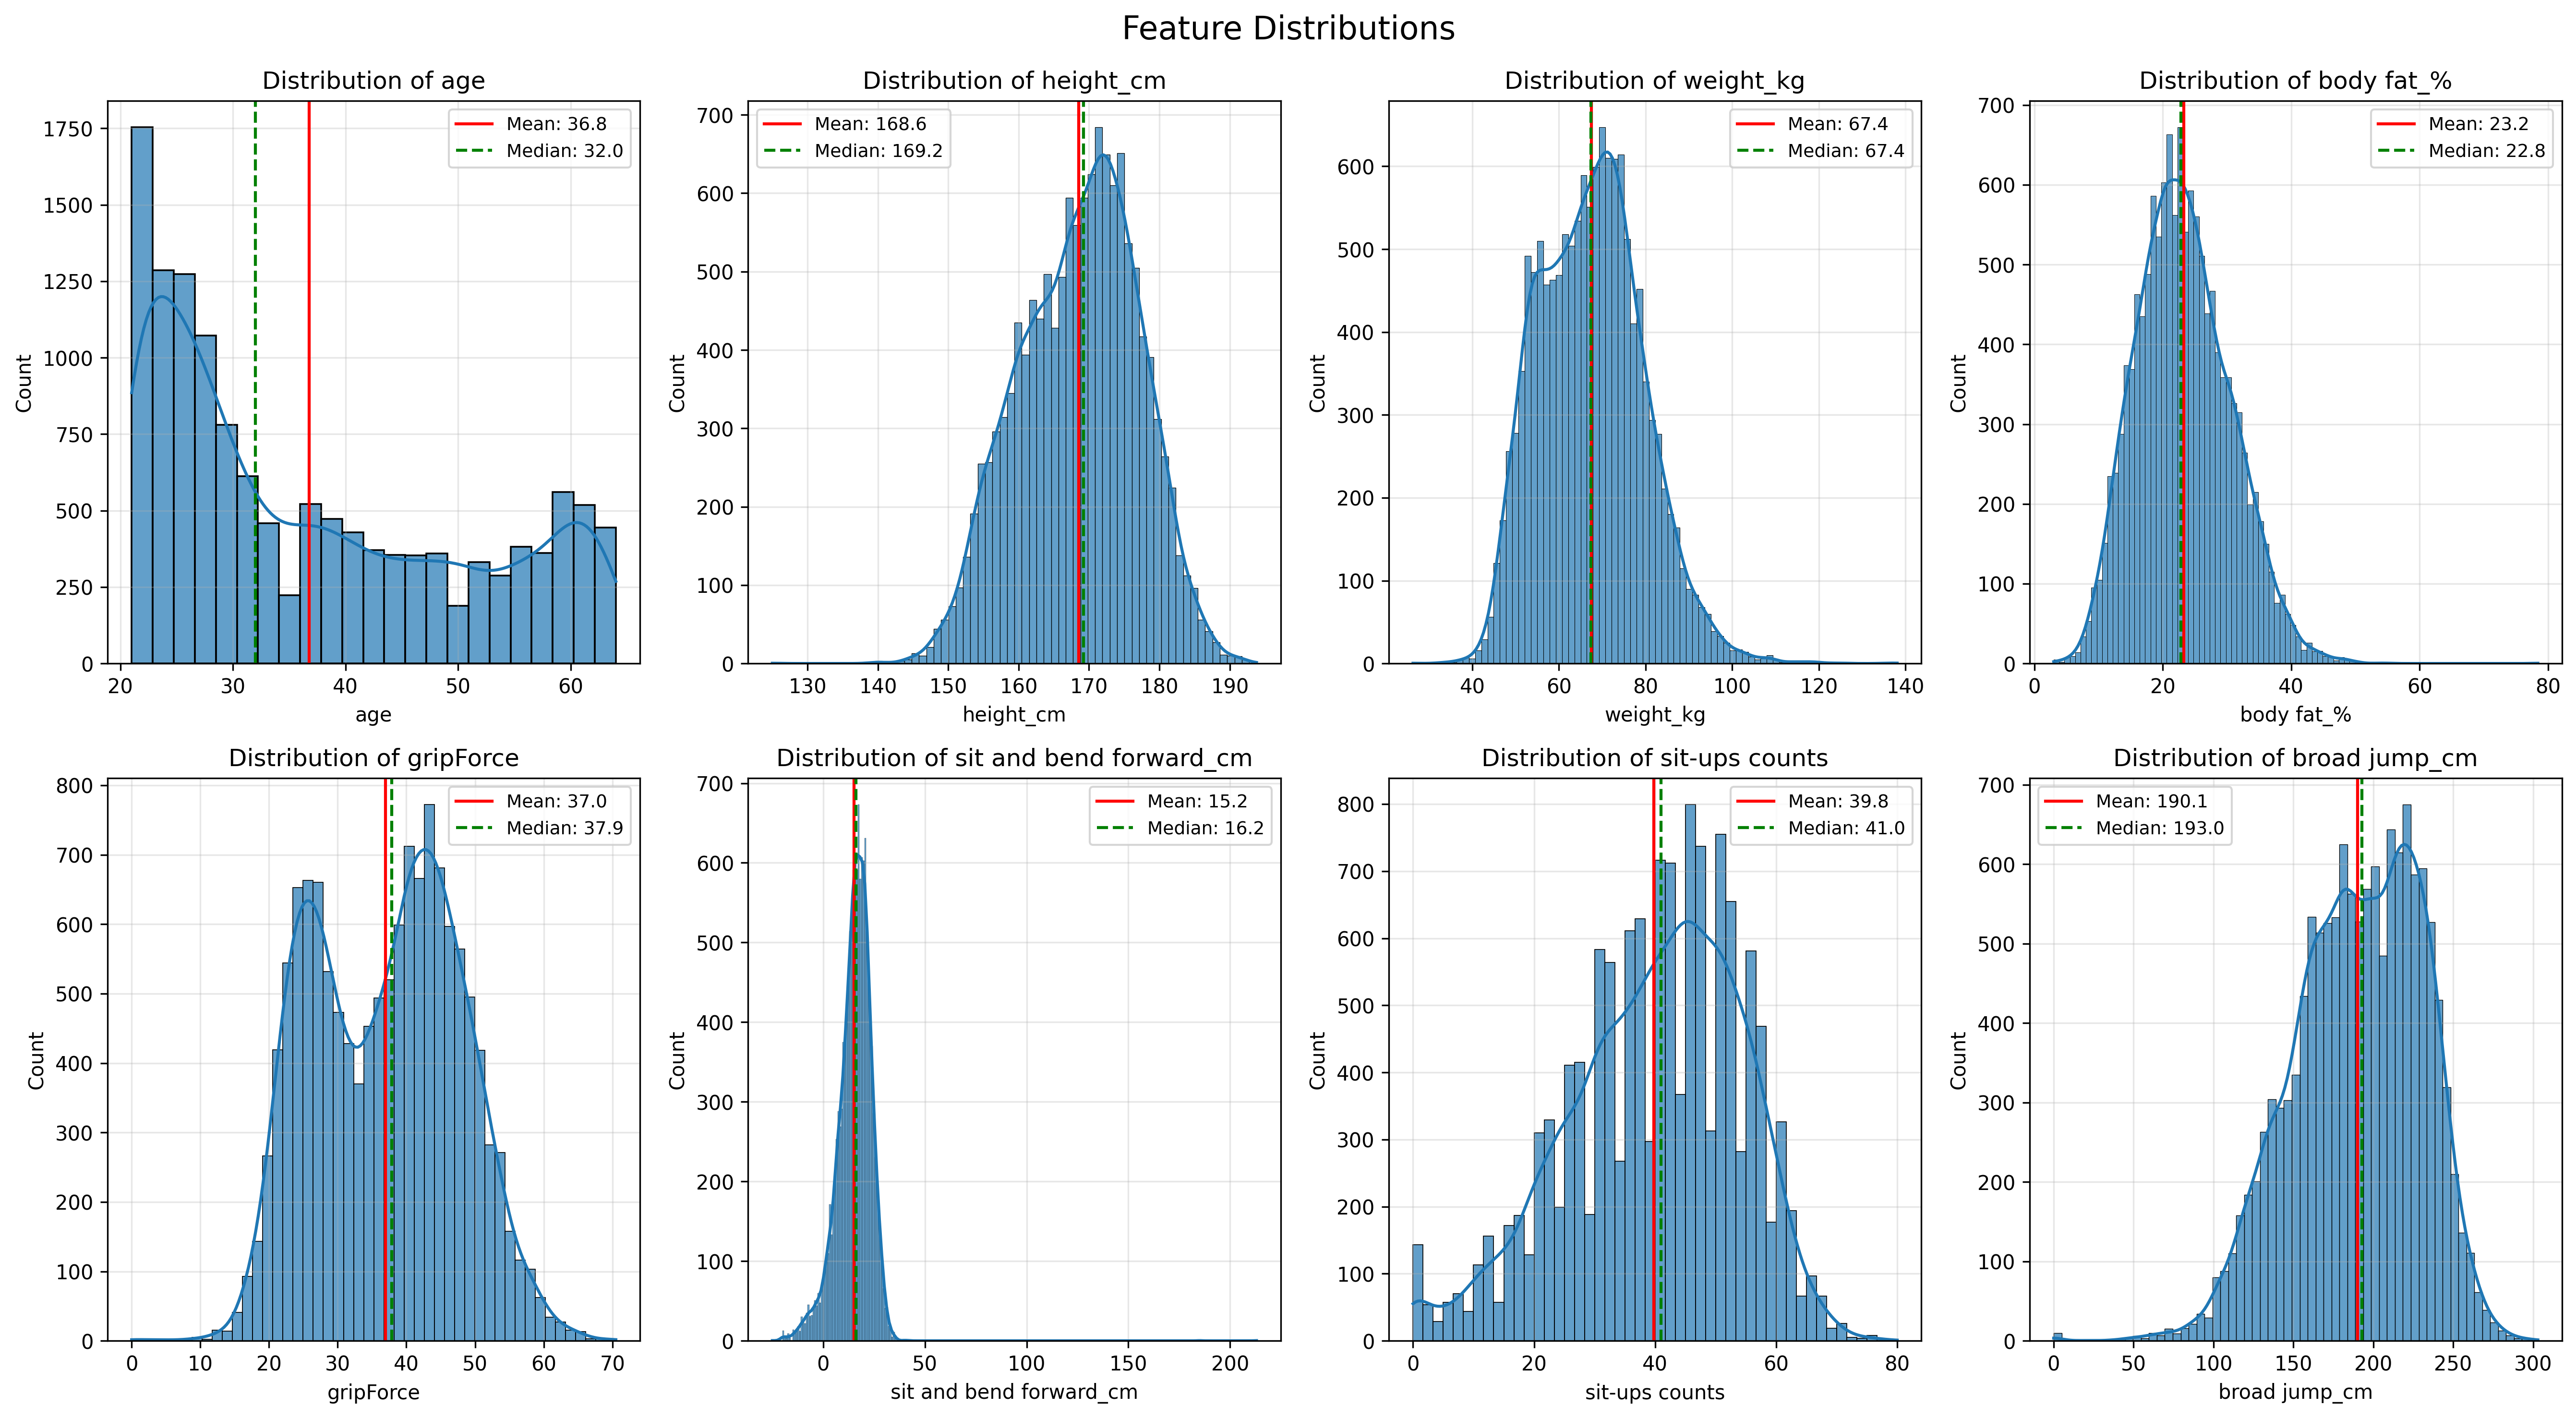 Feature Distributions
Distribution of age
Count
1750
1500
1250
1000
750
500
250
0
20 30 40 50 60
age
Mean: 36.8
Median: 32.0
Distribution of height_cm
Count
700
600
500
400
300
200
100
0
130 140 150 160 170 180 190
height_cm
Mean: 168.6
Median: 169.2
Distribution of weight_kg
Count
600
500
400
300
200
100
0
40 60 80 100 120 140
weight_kg
Mean: 67.4
Median: 67.4
Distribution of body fat_%
Count
700
600
500
400
300
200
100
0
0 20 40 60 80
body fat_%
Mean: 23.2
Median: 22.8
Distribution of gripForce
Count
800
700
600
500
400
300
200
100
0
0 10 20 30 40 50 60 70
gripForce
Mean: 37.0
Median: 37.9
Distribution of sit and bend forward_cm
Count
700
600
500
400
300
200
100
0
0 50 100 150 200
sit and bend forward_cm
Mean: 15.2
Median: 16.2
Distribution of sit-ups counts
Count
800
700
600
500
400
300
200
100
0
0 20 40 60 80
sit-ups counts
Mean: 39.8
Median: 41.0
Distribution of broad jump_cm
Count
700
600
500
400
300
200
100
0
0 50 100 150 200 250 300
broad jump_cm
Mean: 190.1
Median: 193.0